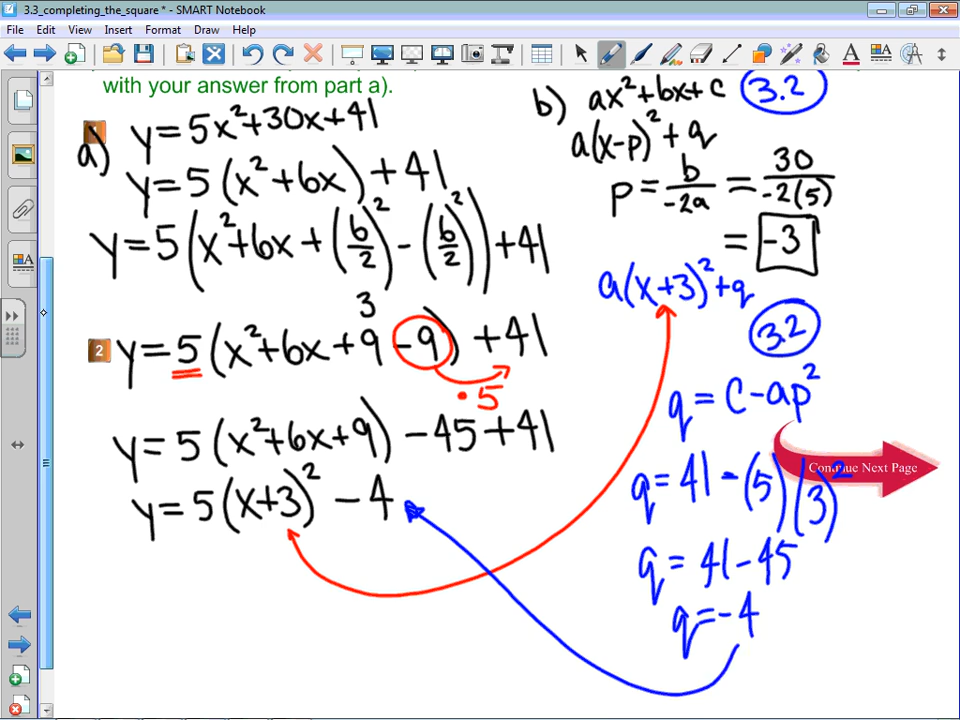 3.3_completing_the_square * - SMART Notebook
File Edit View Insert Format Draw Help
with your answer from part a).
a)
y=5x²+30x+41
y=5(x²+6x)+41
y=5(x²+6x+(6/2)²-(6/2)²)+41
3
2
y=5(x²+6x+9-9)+41
·5
y=5(x²+6x+9)-45+41
y=5(x+3)²-4
b) ax²+bx+c 3.2
a(x-p)²+q
p=b/-2a=30/-2(5)
=-3
a(x+3)²+q
3.2
q=c-ap²
Continue Next Page
q=41-(5)(3)²
q=41-45
q=-4